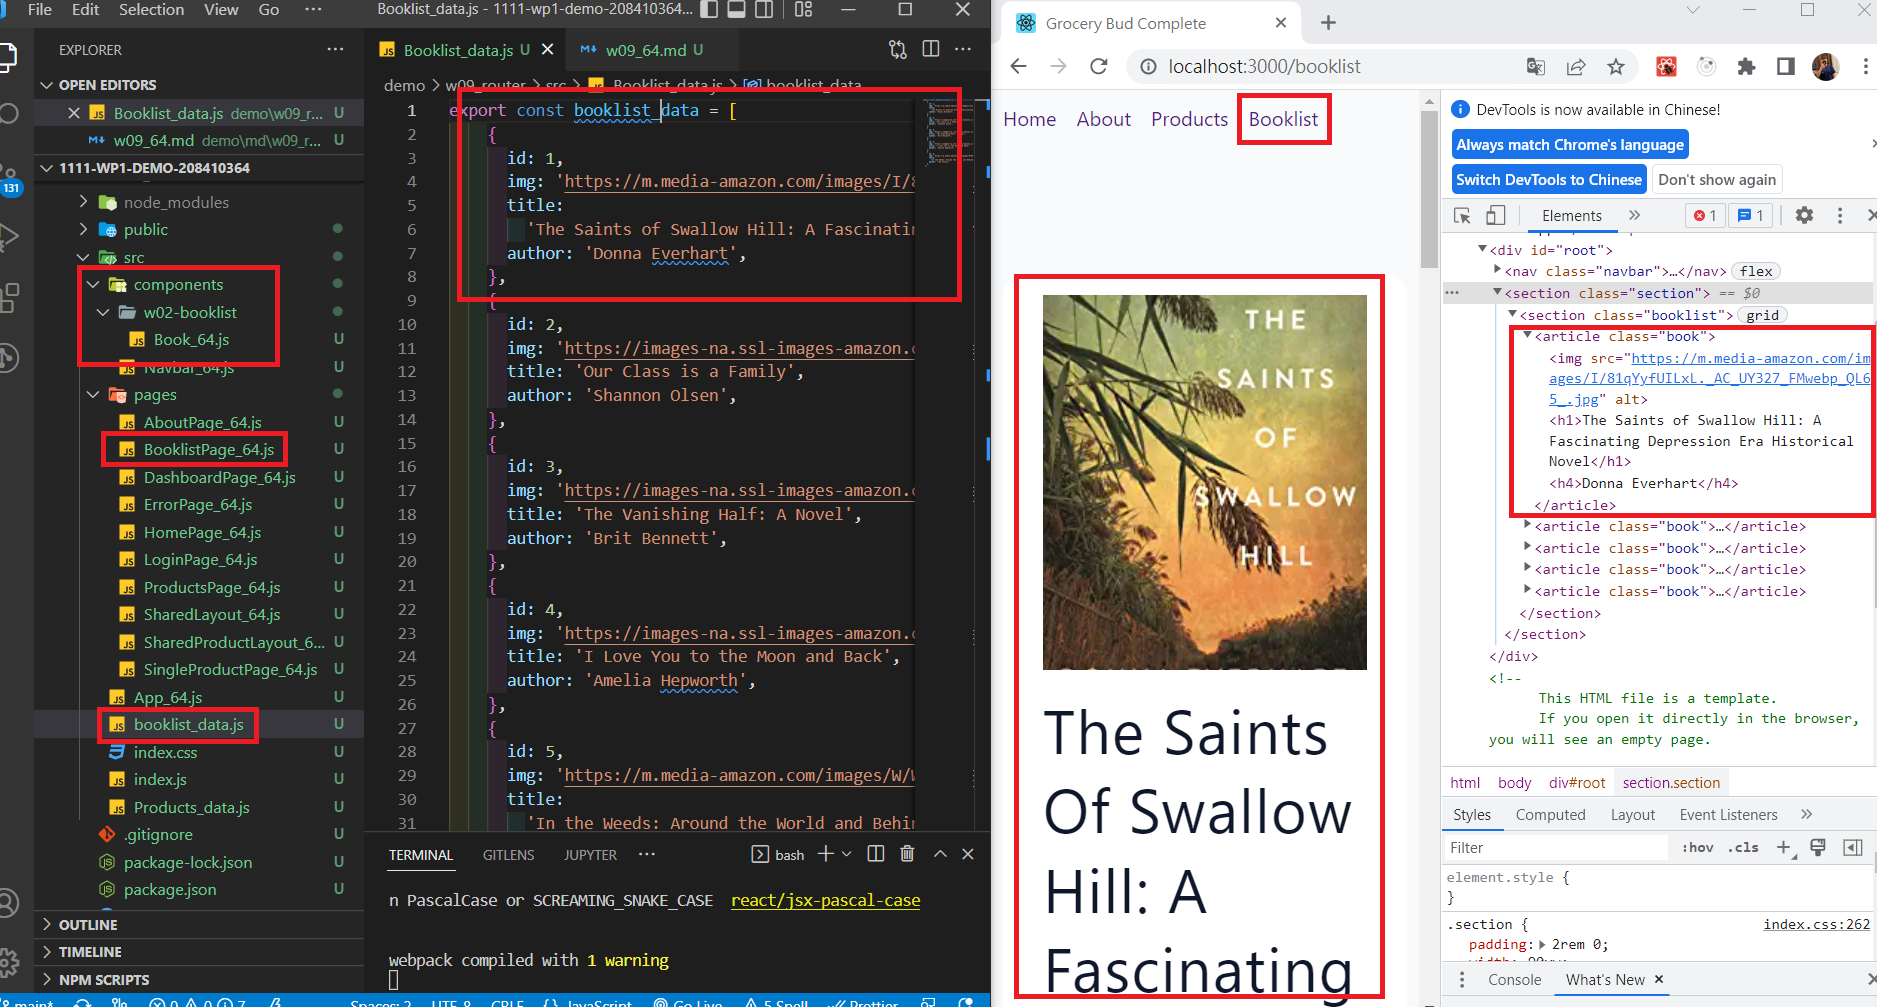 File Edit Selection View Go ···
Booklist_data.js - 1111-wp1-demo-208410364...
EXPLORER
OPEN EDITORS
Booklist_data.js demo\w09_r... U
w09_64.md demo\md\w09_r... U
1111-WP1-DEMO-208410364
131
node_modules
public
src
components
w02-booklist
Book_64.js U
Navbar_64.js U
pages
AboutPage_64.js U
BooklistPage_64.js U
DashboardPage_64.js U
ErrorPage_64.js U
HomePage_64.js U
LoginPage_64.js U
ProductsPage_64.js U
SharedLayout_64.js U
SharedProductLayout_6... U
SingleProductPage_64.js U
App_64.js U
booklist_data.js U
index.css U
index.js U
Products_data.js U
.gitignore U
package-lock.json U
package.json U
OUTLINE
TIMELINE
NPM SCRIPTS
Booklist_data.js U
w09_64.md U
demo > w09_router > src > Booklist_data.js > booklist_data
1 export const booklist_data = [
2 {
3 id: 1,
4 img: 'https://m.media-amazon.com/images/I/8
5 title:
6 'The Saints of Swallow Hill: A Fascinatin
7 author: 'Donna Everhart',
8 },
9 {
10 id: 2,
11 img: 'https://images-na.ssl-images-amazon.c
12 title: 'Our Class is a Family',
13 author: 'Shannon Olsen',
14 },
15 {
16 id: 3,
17 img: 'https://images-na.ssl-images-amazon.c
18 title: 'The Vanishing Half: A Novel',
19 author: 'Brit Bennett',
20 },
21 {
22 id: 4,
23 img: 'https://images-na.ssl-images-amazon.c
24 title: 'I Love You to the Moon and Back',
25 author: 'Amelia Hepworth',
26 },
27 {
28 id: 5,
29 img: 'https://m.media-amazon.com/images/W/W
30 title:
31 'In the Weeds: Around the World and Behin
TERMINAL GITLENS JUPYTER ···
bash
n PascalCase or SCREAMING_SNAKE_CASE react/jsx-pascal-case
webpack compiled with 1 warning
main* 0 0 7 Spaces: 2 UTF-8 CRLF {} JavaScript Go Live 5 Spell Prettier
Grocery Bud Complete
localhost:3000/booklist
Home About Products Booklist
THE
SAINTS
OF
SWALLOW
HILL
The Saints
Of Swallow
Hill: A
Fascinating
DevTools is now available in Chinese!
Always match Chrome's language
Switch DevTools to Chinese Don't show again
Elements 1 1
<div id="root">
<nav class="navbar">…</nav> flex
<section class="section"> == $0
<section class="booklist"> grid
<article class="book">
<img src="https://m.media-amazon.com/im
ages/I/81qYyfUILxL._AC_UY327_FMwebp_QL6
5_.jpg" alt>
<h1>The Saints of Swallow Hill: A
Fascinating Depression Era Historical
Novel</h1>
<h4>Donna Everhart</h4>
</article>
<article class="book">…</article>
<article class="book">…</article>
<article class="book">…</article>
<article class="book">…</article>
</section>
</section>
</div>
<!--
This HTML file is a template.
If you open it directly in the browser,
you will see an empty page.
html body div#root section.section
Styles Computed Layout Event Listeners
Filter :hov .cls
element.style {
}
.section { index.css:262
padding: 2rem 0;
width: 90vw;
Console What's New